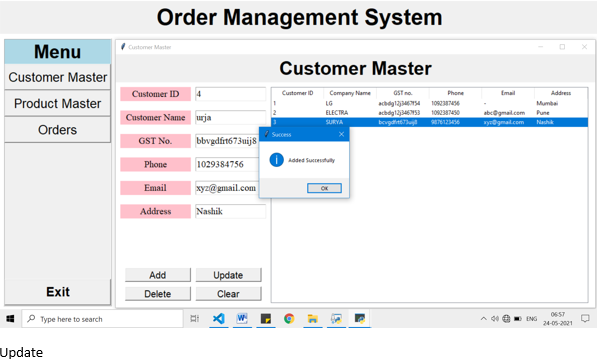 Order Management System
Menu
Customer Master
Product Master
Orders
Exit
Customer Master
Customer Master
Customer ID 4
Customer Name urja
GST No. bbvgdfrt673uij8
Phone 1029384756
Email xyz@gmail.com
Address Nashik
Add Update
Delete Clear
Customer ID Company Name GST no. Phone Email Address
1 LG acbdg12j3467f54 1092387456 - Mumbai
2 ELECTRA acbdg12j3467f53 1092387450 abc@gmail.com Pune
3 SURYA bcvgdfrt673uij8 9876123456 xyz@gmail.com Nashik
Success
Added Successfully
OK
Type here to search
ENG
06:57
24-05-2021
Update